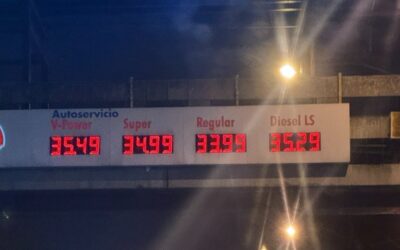 Autoservicio
V-Power Super Regular Diesel LS
35.49 34.99 33.99 35.29